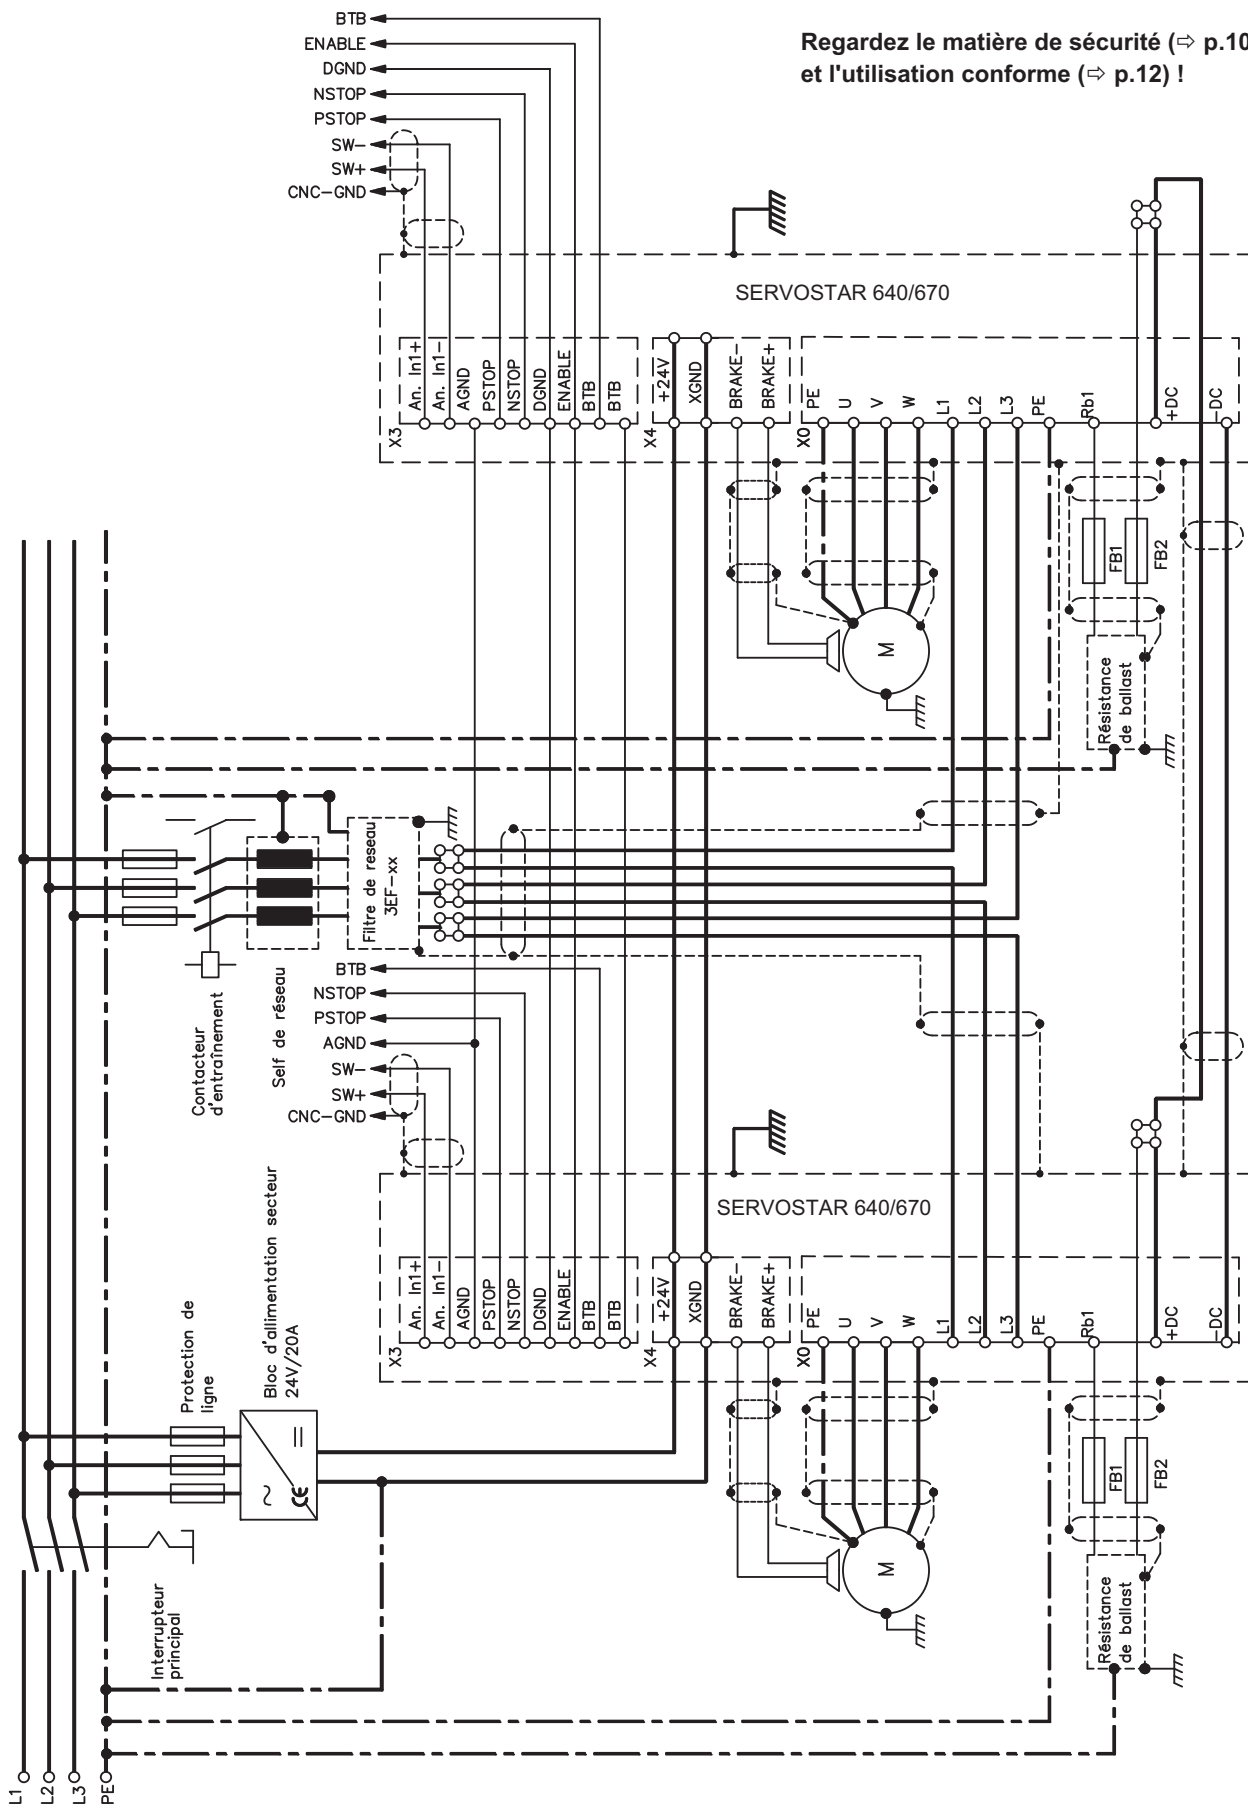 Regardez le matière de sécurité (⇨ p.10
et l'utilisation conforme (⇨ p.12) !
BTB
ENABLE
DGND
NSTOP
PSTOP
SW-
SW+
CNC-GND
SERVOSTAR 640/670
X3
An. In1+
An. In1-
AGND
PSTOP
NSTOP
DGND
ENABLE
BTB
BTB
X4
+24V
XGND
BRAKE-
BRAKE+
X0
PE
U
V
W
L1
L2
L3
PE
Rb1
+DC
-DC
FB1
FB2
M
Résistance
de ballast
Contacteur
d'entraînement
Self de réseau
Filtre de reseau
3EF-xx
BTB
NSTOP
PSTOP
AGND
SW-
SW+
CNC-GND
SERVOSTAR 640/670
X3
An. In1+
An. In1-
AGND
PSTOP
NSTOP
DGND
ENABLE
BTB
BTB
X4
+24V
XGND
BRAKE-
BRAKE+
X0
PE
U
V
W
L1
L2
L3
PE
Rb1
+DC
-DC
FB1
FB2
M
Résistance
de ballast
Protection de
ligne
Bloc d'allimentation secteur
24V/20A
CE
Interrupteur
principal
L1
L2
L3
PE